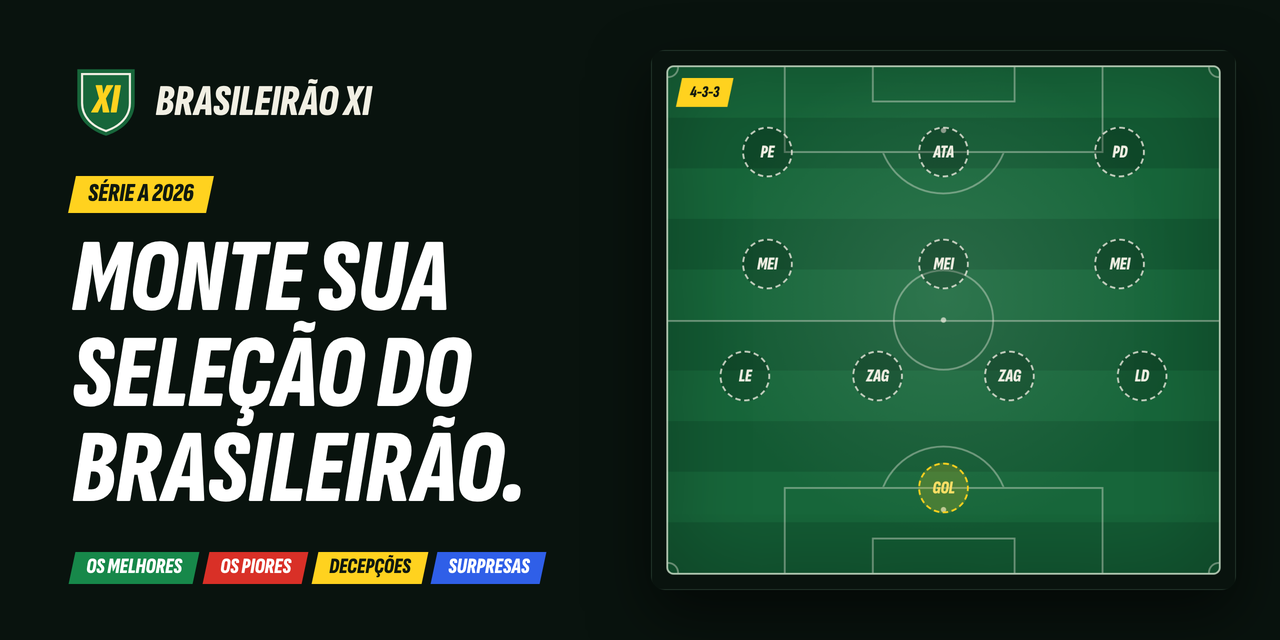 XI
BRASILEIRÃO XI
SÉRIE A 2026
MONTE SUA
SELEÇÃO DO
BRASILEIRÃO.
OS MELHORES
OS PIORES
DECEPÇÕES
SURPRESAS
4-3-3
PE
ATA
PD
MEI
MEI
MEI
LE
ZAG
ZAG
LD
GOL